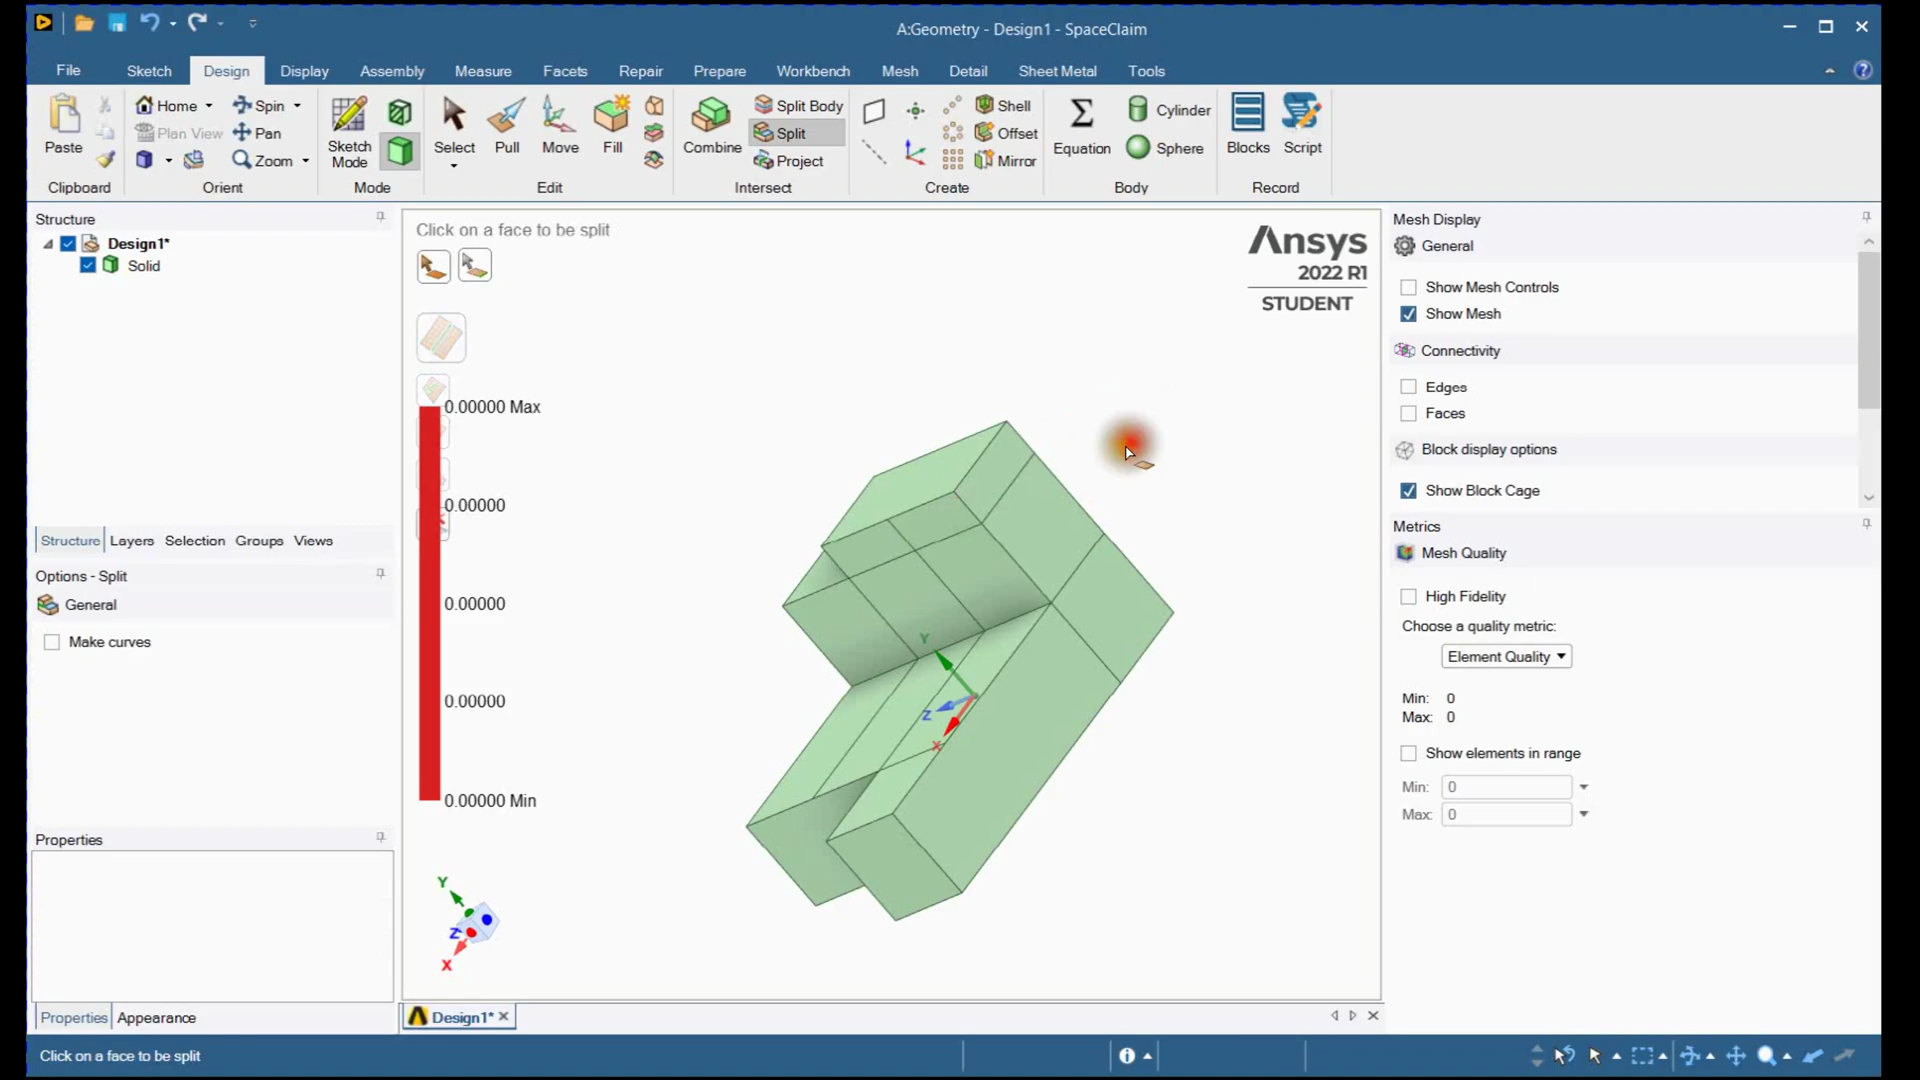 A:Geometry - Design1 - SpaceClaim
File Sketch Design Display Assembly Measure Facets Repair Prepare Workbench Mesh Detail Sheet Metal Tools
Paste
Clipboard
Home Spin
Plan View Pan
Zoom
Orient
Sketch Mode
Mode
Select Pull Move Fill
Edit
Combine
Split Body
Split
Project
Intersect
Shell
Offset
Mirror
Create
Equation
Cylinder
Sphere
Body
Blocks Script
Record
Structure
Design1*
Solid
Structure Layers Selection Groups Views
Options - Split
General
Make curves
Properties
Properties Appearance
Click on a face to be split
Ansys
2022 R1
STUDENT
0.00000 Max
0.00000
0.00000
0.00000
0.00000 Min
Y
Z
X
Y
Z
X
Design1*
Mesh Display
General
Show Mesh Controls
Show Mesh
Connectivity
Edges
Faces
Block display options
Show Block Cage
Metrics
Mesh Quality
High Fidelity
Choose a quality metric:
Element Quality
Min: 0
Max: 0
Show elements in range
Min: 0
Max: 0
Click on a face to be split